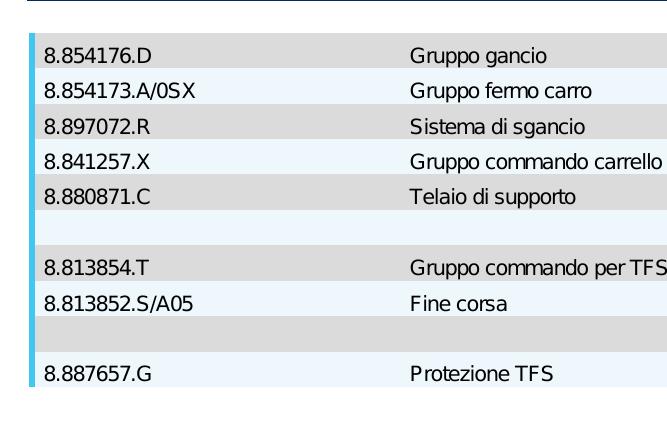 8.854176.D Gruppo gancio
8.854173.A/0SX Gruppo fermo carro
8.897072.R Sistema di sgancio
8.841257.X Gruppo commando carrello
8.880871.C Telaio di supporto
8.813854.T Gruppo commando per TFS
8.813852.S/A05 Fine corsa
8.887657.G Protezione TFS